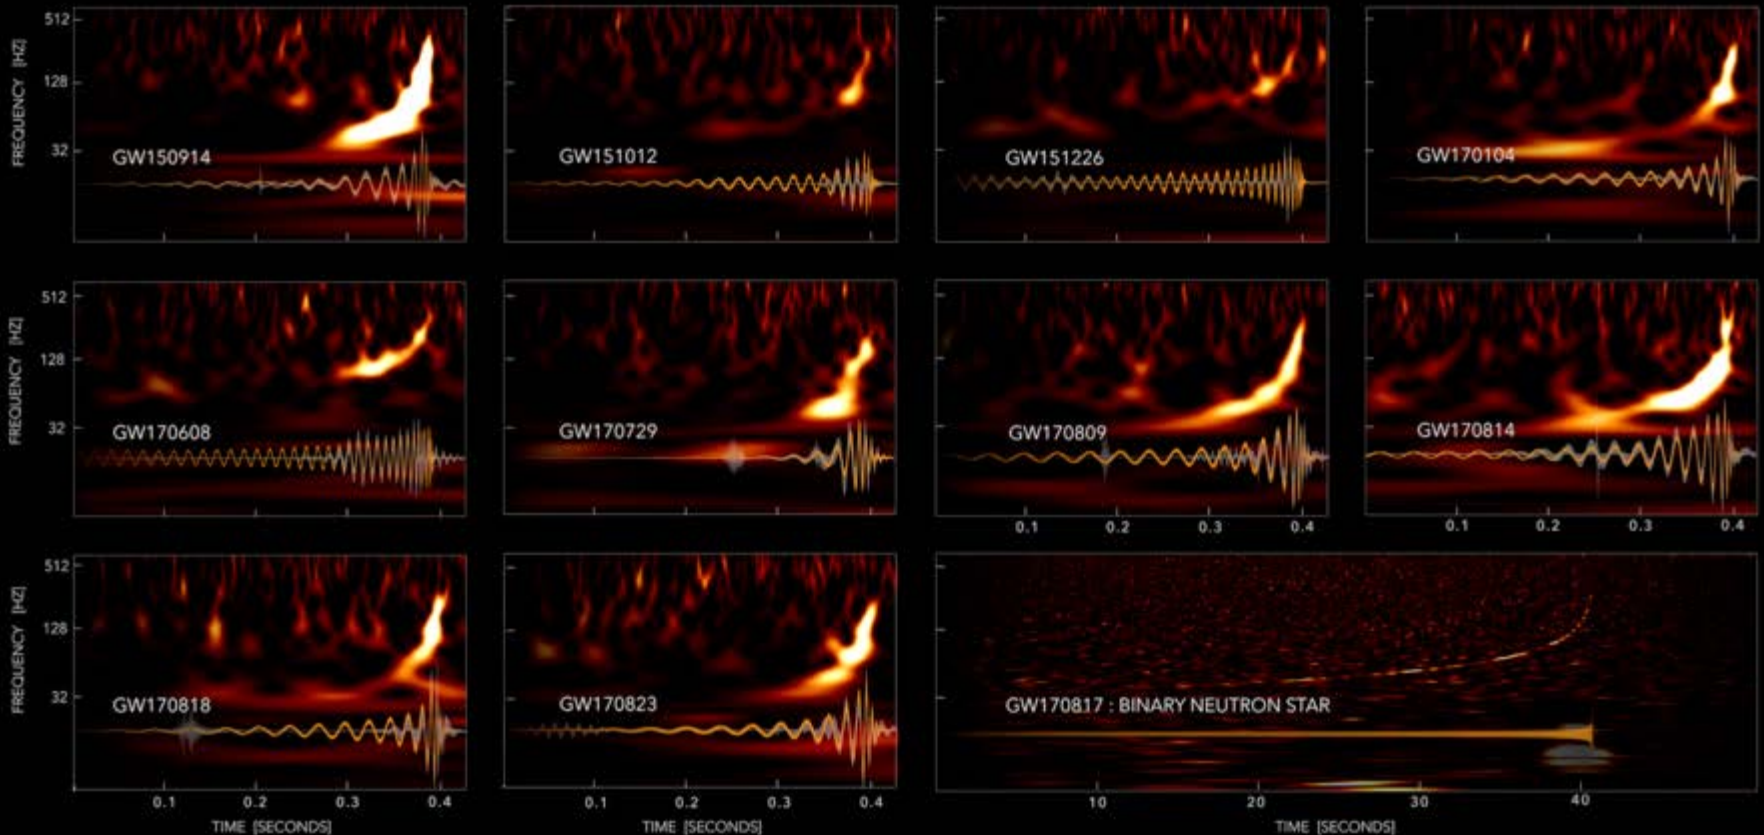 FREQUENCY [HZ]
512
128
32
GW150914
GW151012
GW151226
GW170104
FREQUENCY [HZ]
512
128
32
GW170608
GW170729
GW170809
GW170814
0.1 0.2 0.3 0.4
0.1 0.2 0.3 0.4
FREQUENCY [HZ]
512
128
32
GW170818
GW170823
GW170817 : BINARY NEUTRON STAR
0.1 0.2 0.3 0.4
0.1 0.2 0.3 0.4
10 20 30 40
TIME [SECONDS]
TIME [SECONDS]
TIME [SECONDS]